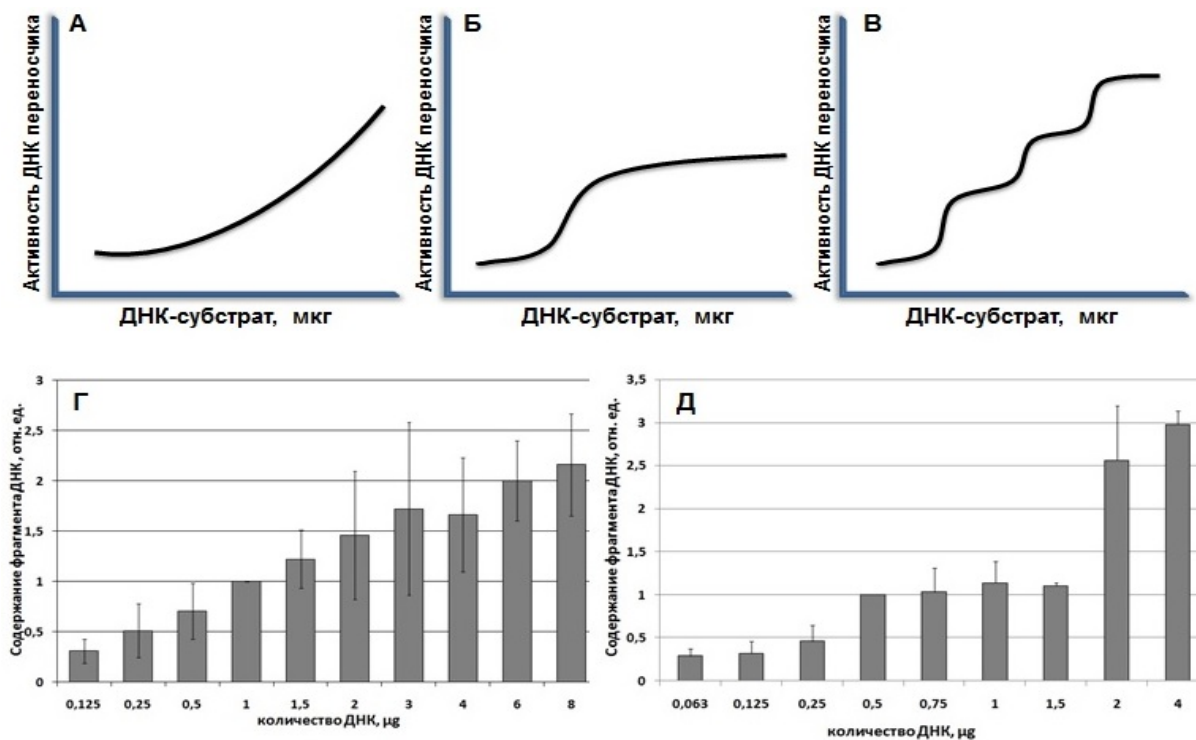 А
Активность ДНК переносчика
ДНК-субстрат, мкг
Б
Активность ДНК переносчика
ДНК-субстрат, мкг
В
Активность ДНК переносчика
ДНК-субстрат, мкг
Г
Содержание фрагмента ДНК, отн. ед.
3
2,5
2
1,5
1
0,5
0
0,125 0,25 0,5 1 1,5 2 3 4 6 8
количество ДНК, µg
Д
Содержание фрагмента ДНК, отн. ед.
3,5
3
2,5
2
1,5
1
0,5
0
0,063 0,125 0,25 0,5 0,75 1 1,5 2 4
количество ДНК, µg